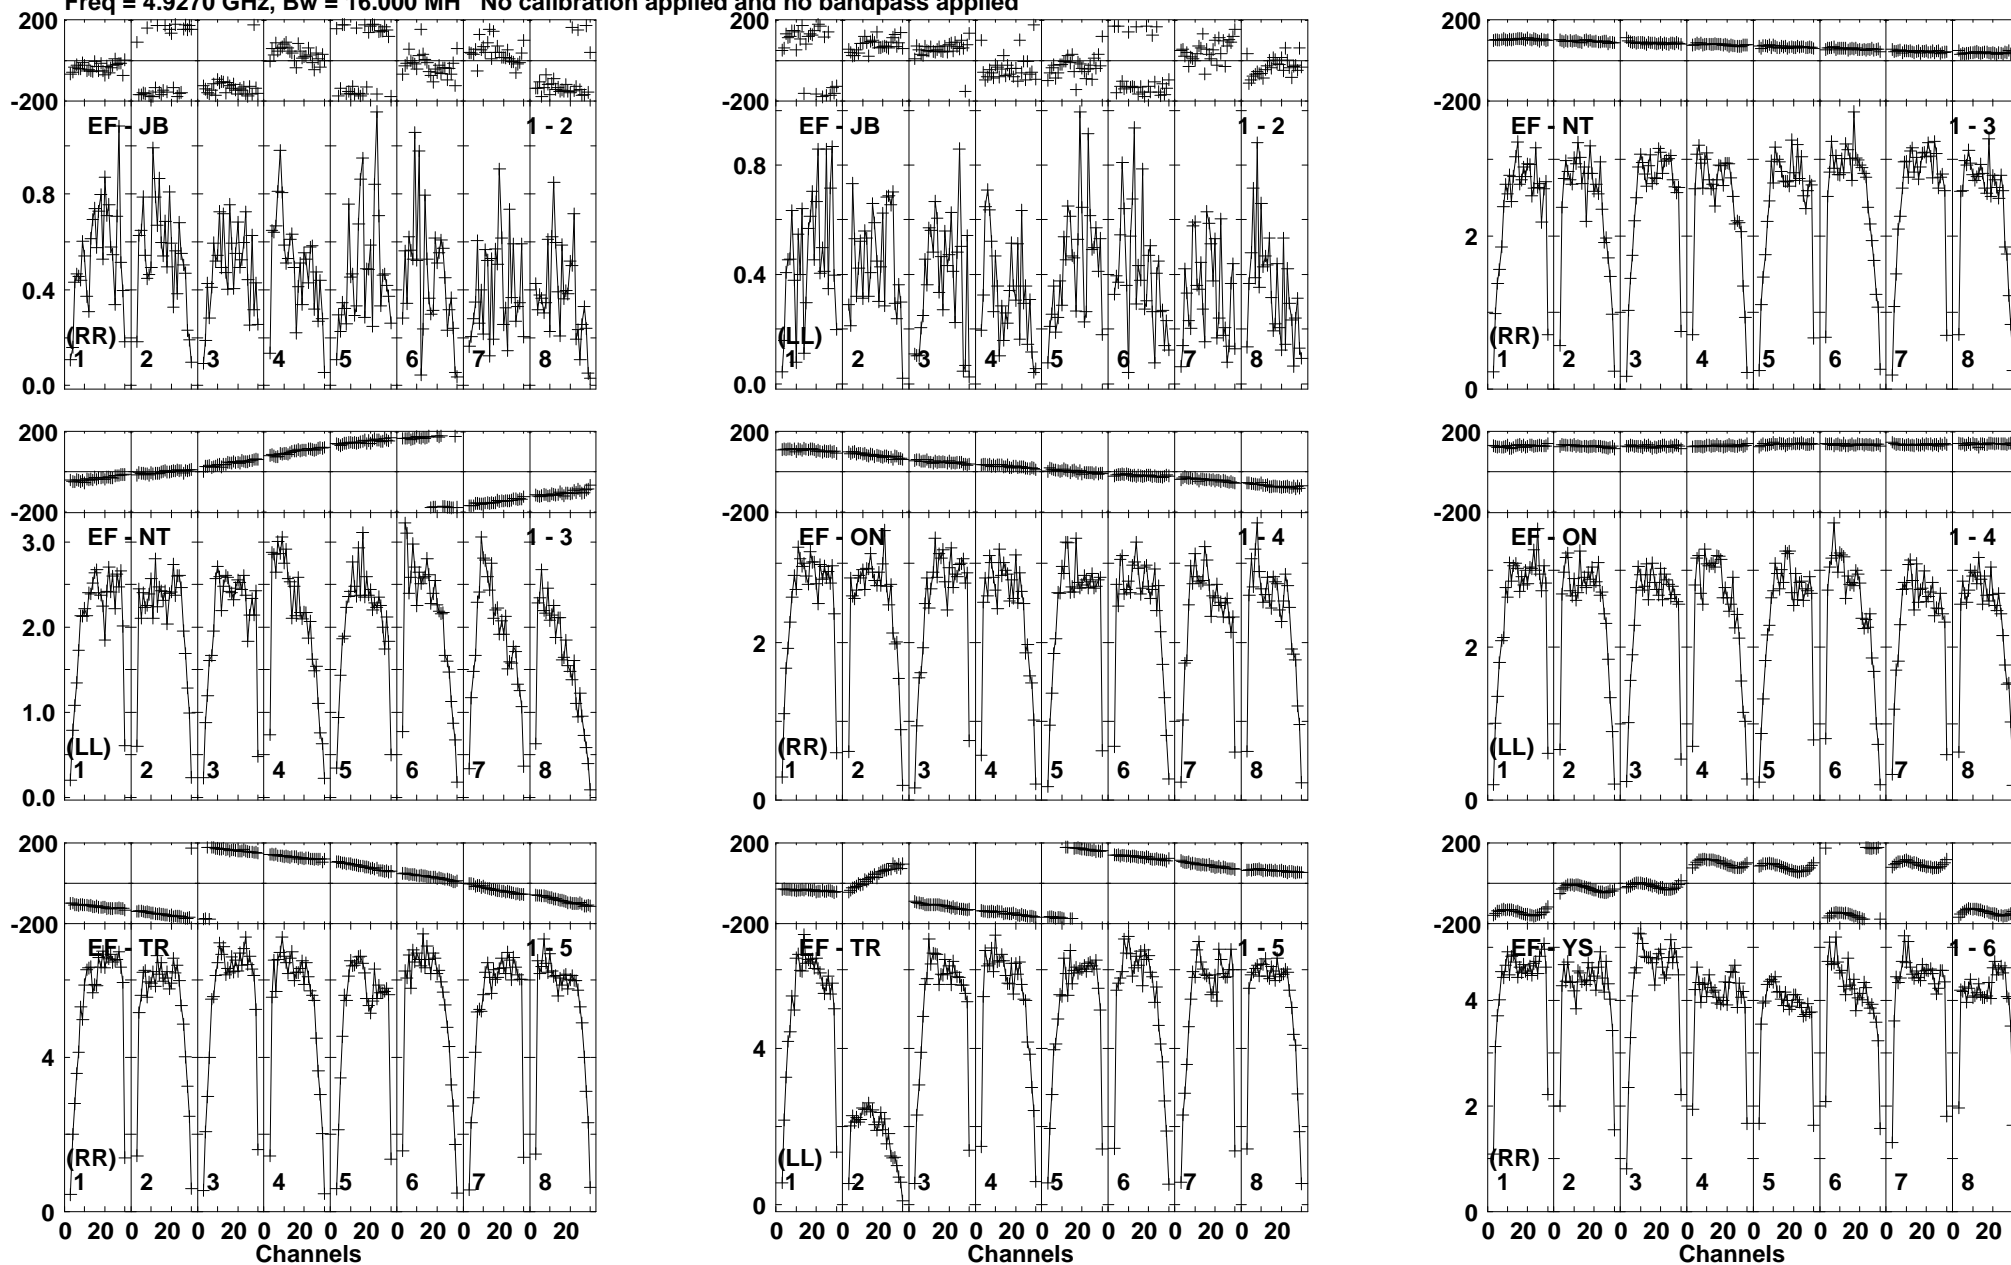 Freq = 4.9270 GHz, Bw = 16.000 MH No calibration applied and no bandpass applied
200 200 200
-200 -200 -200
EF - JB 1 - 2 EF - JB 1 - 2 EF - NT 1 - 3
0.8 0.8
0.4 0.4 2
(RR) (LL) (RR)
1 2 3 4 5 6 7 8 1 2 3 4 5 6 7 8 1 2 3 4 5 6 7 8
0.0 0.0 0
200 200 200
-200 -200 -200
EF - NT 1 - 3 EF - ON 1 - 4 EF - ON 1 - 4
3.0
2.0 2 2
1.0
(LL) (RR) (LL)
1 2 3 4 5 6 7 8 1 2 3 4 5 6 7 8 1 2 3 4 5 6 7 8
0.0 0 0
200 200 200
-200 -200 -200
EF - TR 1 - 5 EF - TR 1 - 5 EF - YS 1 - 6
4 4 4
2
(RR) (LL) (RR)
1 2 3 4 5 6 7 8 1 2 3 4 5 6 7 8 1 2 3 4 5 6 7 8
0 0 0
0 20 0 20 0 20 0 20 0 20 0 20 0 20 0 20 0 20 0 20 0 20 0 20 0 20 0 20 0 20 0 20 0 20 0 20 0 20 0 20 0 20 0 20 0 20 0 20
Channels Channels Channels